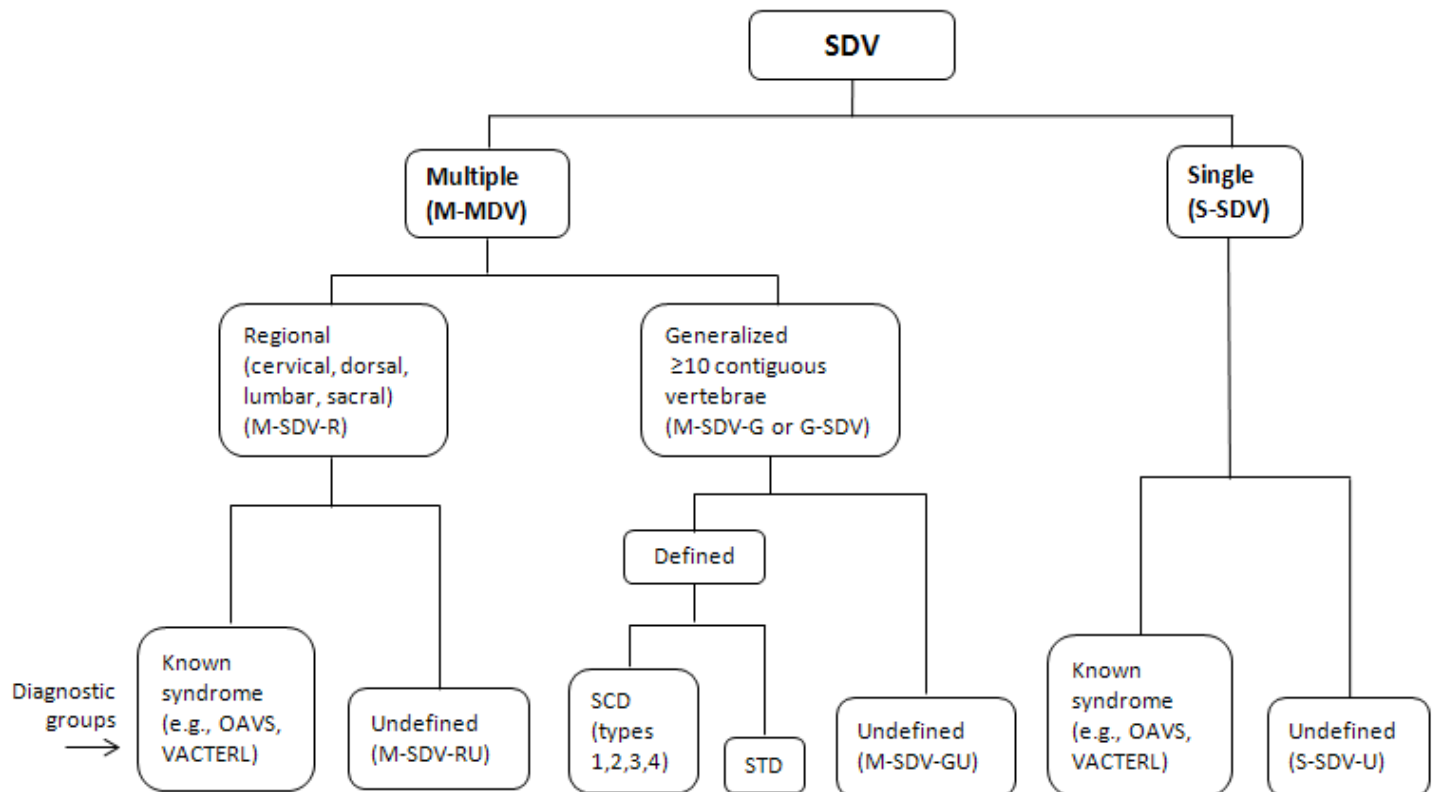 SDV
Multiple
(M-MDV)
Single
(S-SDV)
Regional
(cervical, dorsal,
lumbar, sacral)
(M-SDV-R)
Generalized
≥10 contiguous
vertebrae
(M-SDV-G or G-SDV)
Defined
Diagnostic
groups
Known
syndrome
(e.g., OAVS,
VACTERL)
Undefined
(M-SDV-RU)
SCD
(types
1,2,3,4)
STD
Undefined
(M-SDV-GU)
Known
syndrome
(e.g., OAVS,
VACTERL)
Undefined
(S-SDV-U)